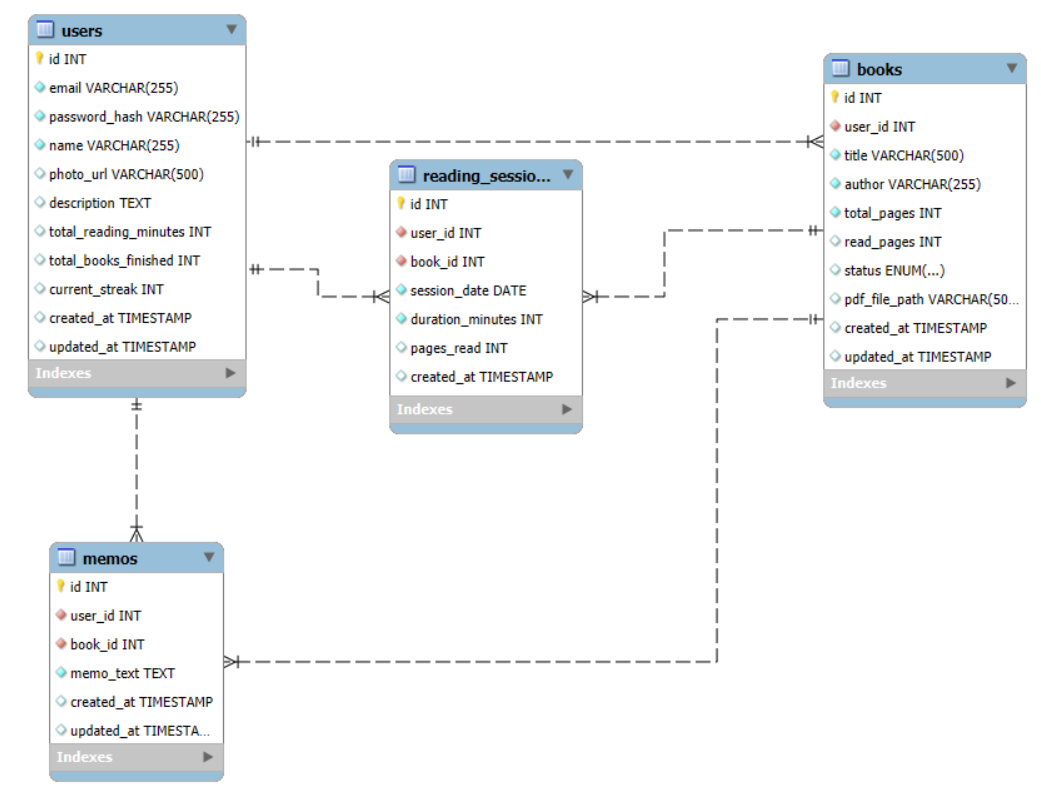 users
id INT
email VARCHAR(255)
password_hash VARCHAR(255)
name VARCHAR(255)
photo_url VARCHAR(500)
description TEXT
total_reading_minutes INT
total_books_finished INT
current_streak INT
created_at TIMESTAMP
updated_at TIMESTAMP
Indexes
reading_sessio...
id INT
user_id INT
book_id INT
session_date DATE
duration_minutes INT
pages_read INT
created_at TIMESTAMP
Indexes
books
id INT
user_id INT
title VARCHAR(500)
author VARCHAR(255)
total_pages INT
read_pages INT
status ENUM(...)
pdf_file_path VARCHAR(50...
created_at TIMESTAMP
updated_at TIMESTAMP
Indexes
memos
id INT
user_id INT
book_id INT
memo_text TEXT
created_at TIMESTAMP
updated_at TIMESTA...
Indexes